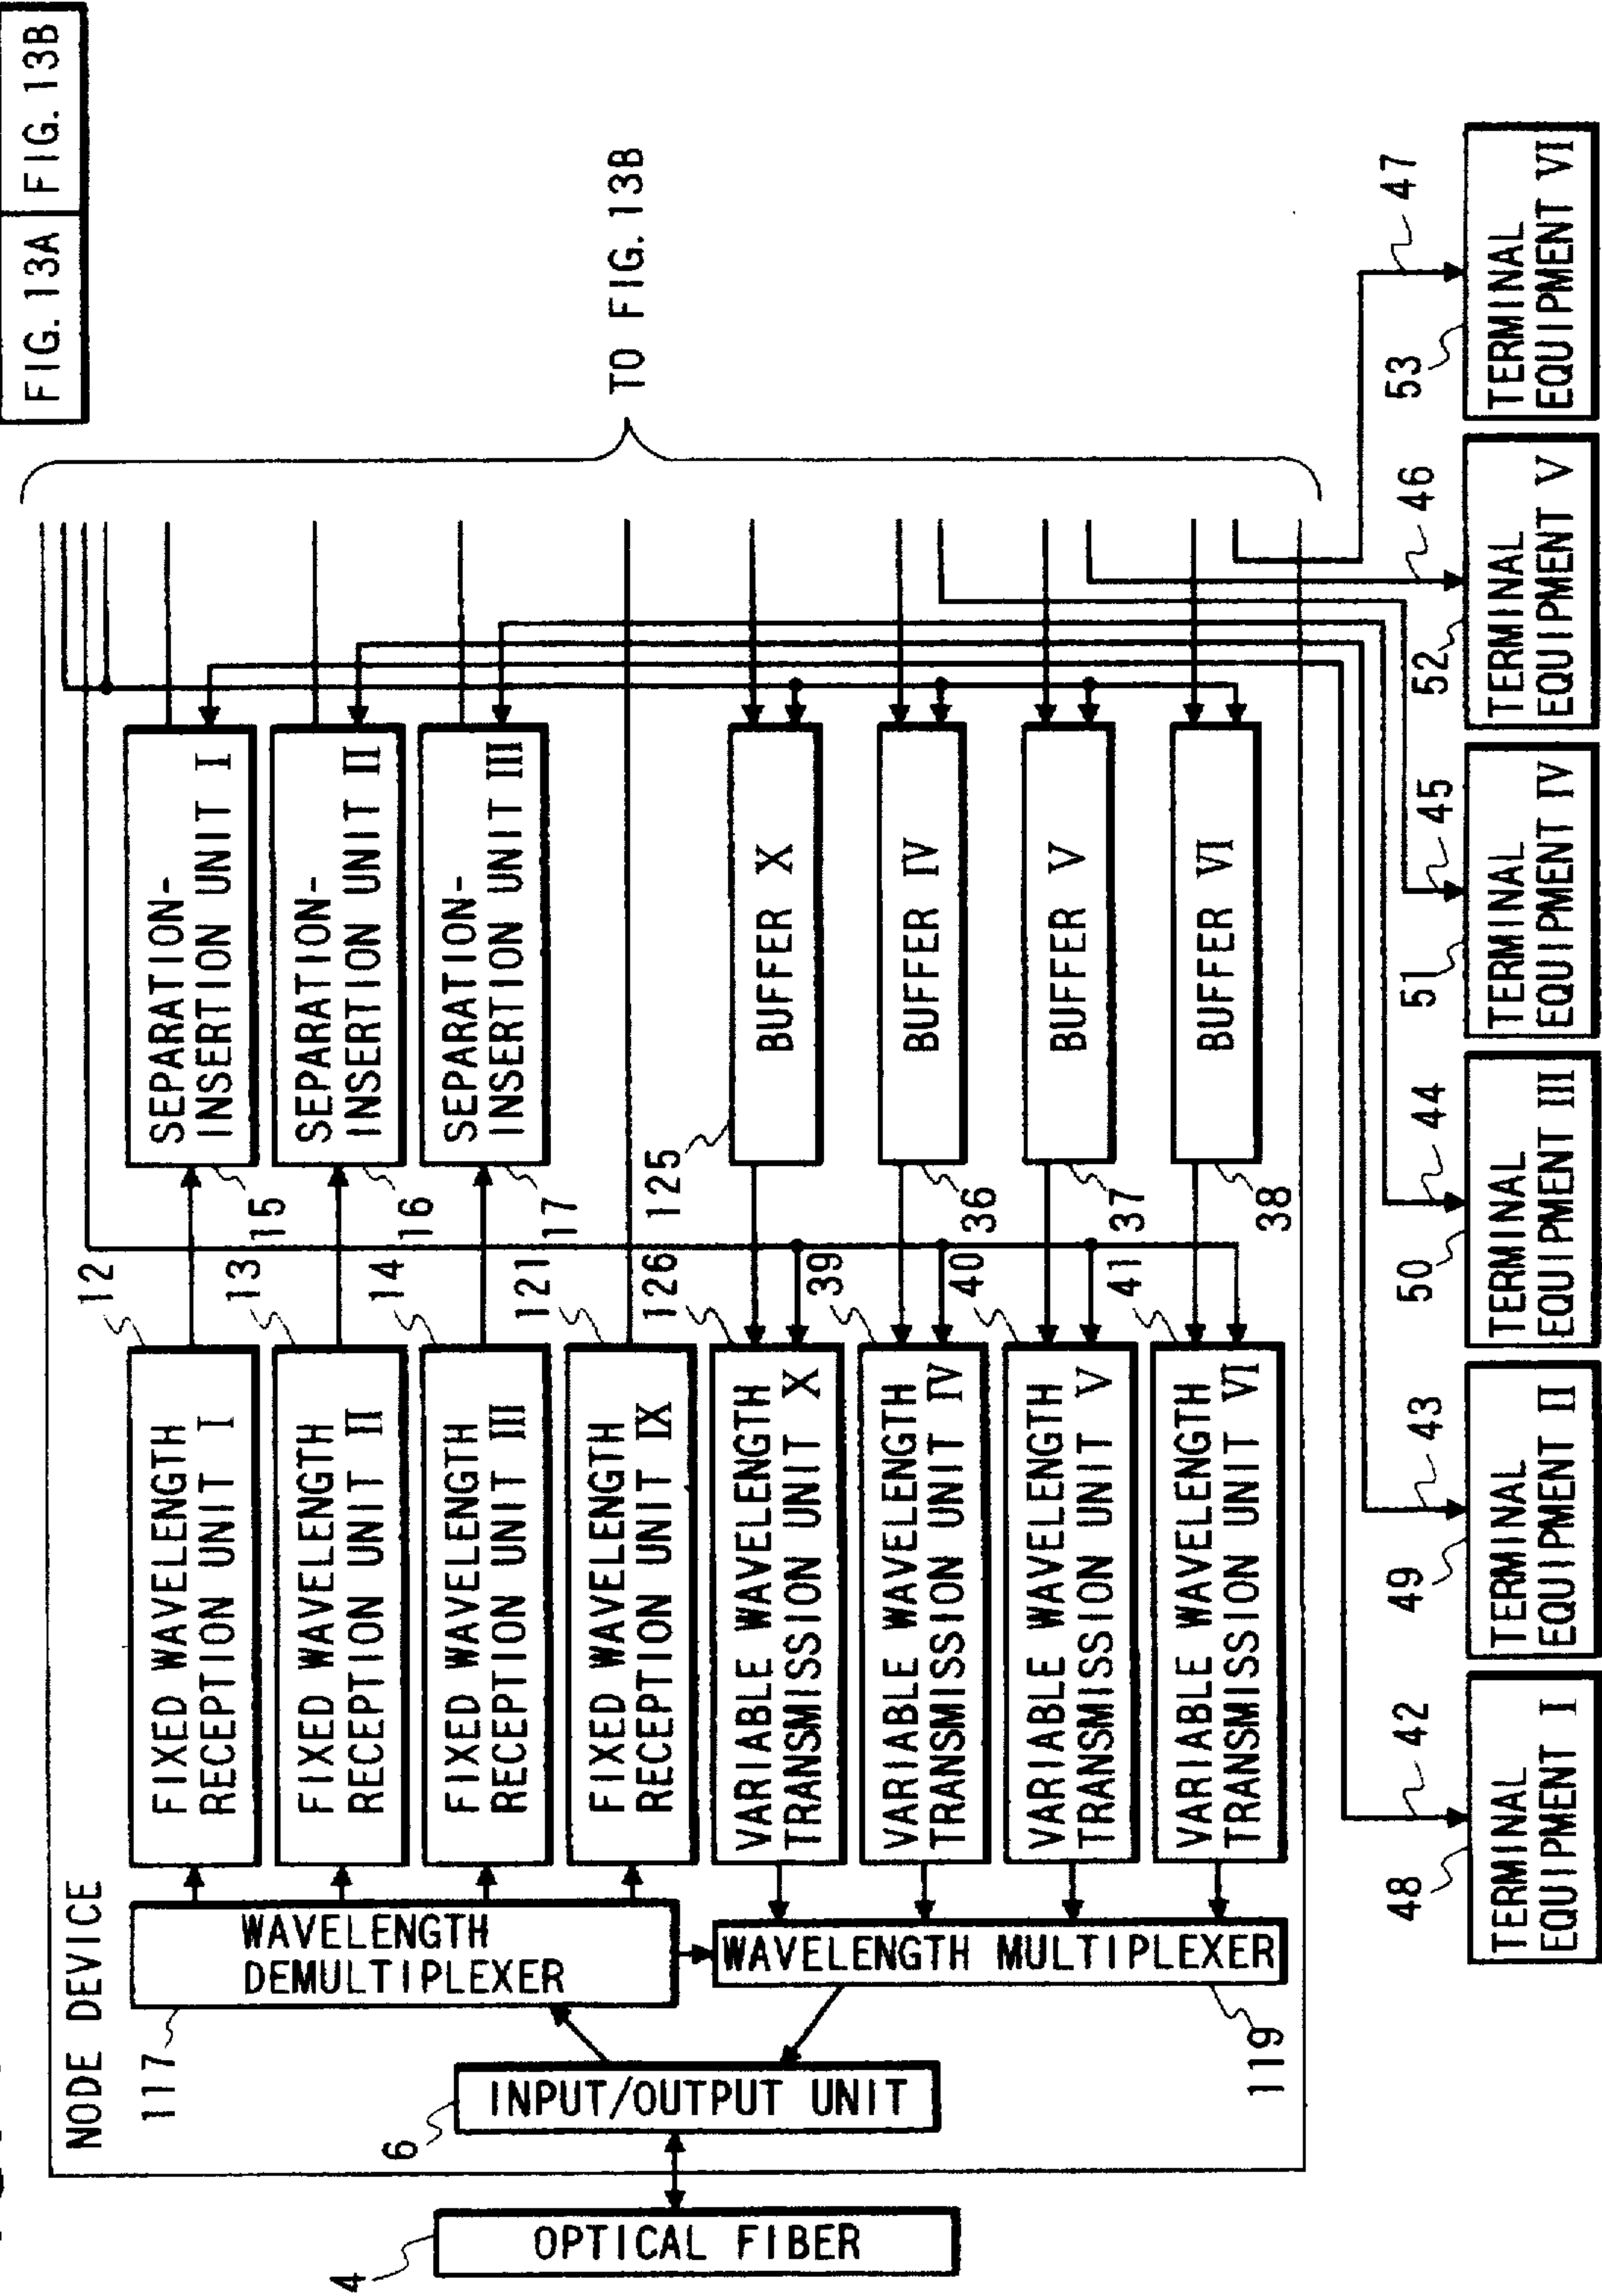 FIG. 13A
FIG. 13B
NODE DEVICE
TO FIG. 13B
4
OPTICAL FIBER
6
INPUT/OUTPUT UNIT
117
WAVELENGTH
DEMULTIPLEXER
119
WAVELENGTH MULTIPLEXER
12
FIXED WAVELENGTH
RECEPTION UNIT I
13
FIXED WAVELENGTH
RECEPTION UNIT II
14
FIXED WAVELENGTH
RECEPTION UNIT III
121
FIXED WAVELENGTH
RECEPTION UNIT IX
126
VARIABLE WAVELENGTH
TRANSMISSION UNIT X
39
VARIABLE WAVELENGTH
TRANSMISSION UNIT IV
40
VARIABLE WAVELENGTH
TRANSMISSION UNIT V
41
VARIABLE WAVELENGTH
TRANSMISSION UNIT VI
15
SEPARATION-
INSERTION UNIT I
16
SEPARATION-
INSERTION UNIT II
17
SEPARATION-
INSERTION UNIT III
125
BUFFER X
36
BUFFER IV
37
BUFFER V
38
BUFFER VI
48
42
TERMINAL
EQUIPMENT I
49
43
TERMINAL
EQUIPMENT II
50
44
TERMINAL
EQUIPMENT III
51
45
TERMINAL
EQUIPMENT IV
52
46
TERMINAL
EQUIPMENT V
53
47
TERMINAL
EQUIPMENT VI